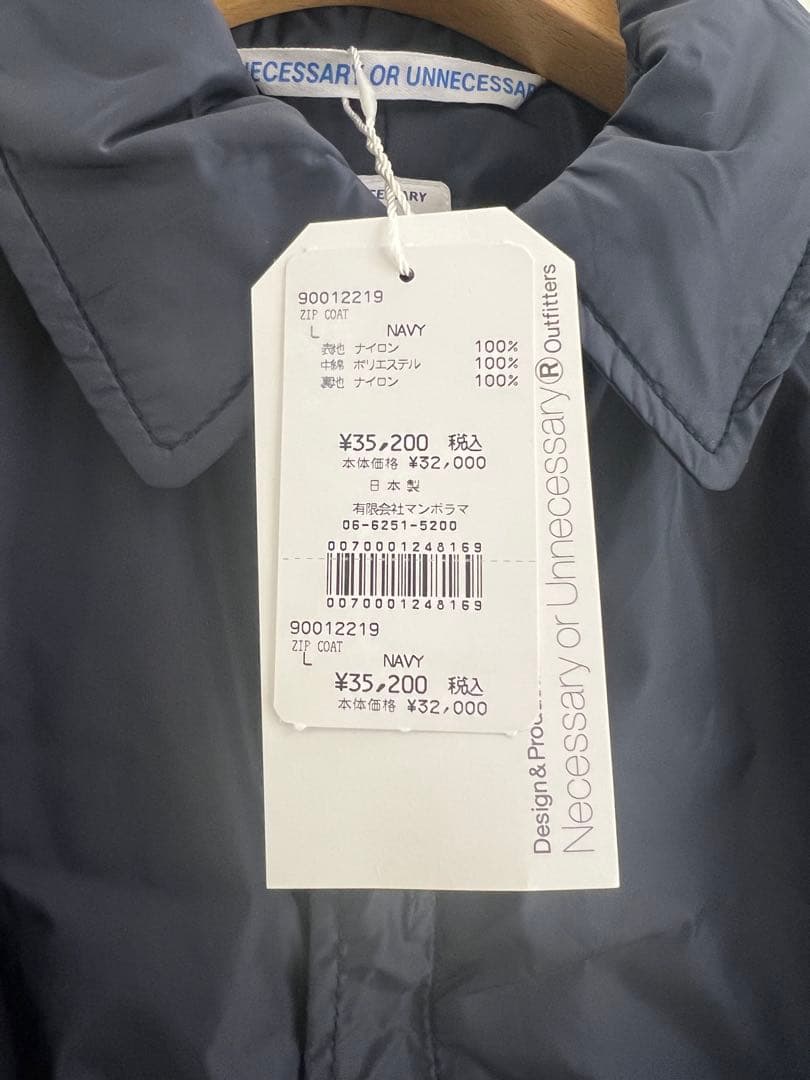 NECESSARY OR UNNECESSAR
90012219
ZIP COAT
L NAVY
表地 ナイロン 100%
中綿 ポリエステル 100%
裏地 ナイロン 100%
¥35,200 税込
本体価格 ¥32,000
日本製
有限会社マンボラマ
06-6251-5200
0070001248169
0070001248169
90012219
ZIP COAT
L NAVY
¥35,200 税込
本体価格 ¥32,000
Design&
Necessary or Unnecessary® Outfitters